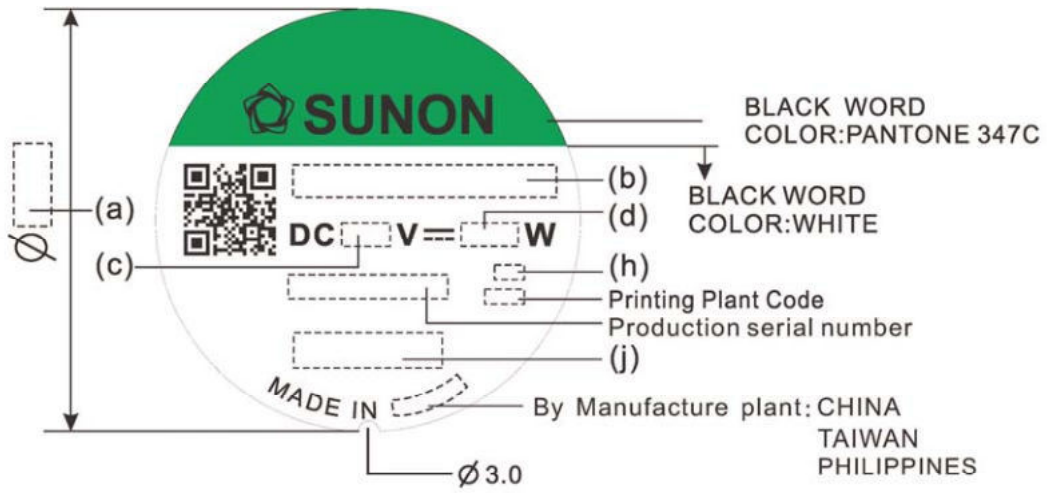 SUNON
BLACK WORD
COLOR:PANTONE 347C
BLACK WORD
COLOR:WHITE
(a)
Ø
(b)
(d)
DC V W
(c)
(h)
Printing Plant Code
Production serial number
(j)
MADE IN
By Manufacture plant: CHINA
TAIWAN
PHILIPPINES
Ø 3.0